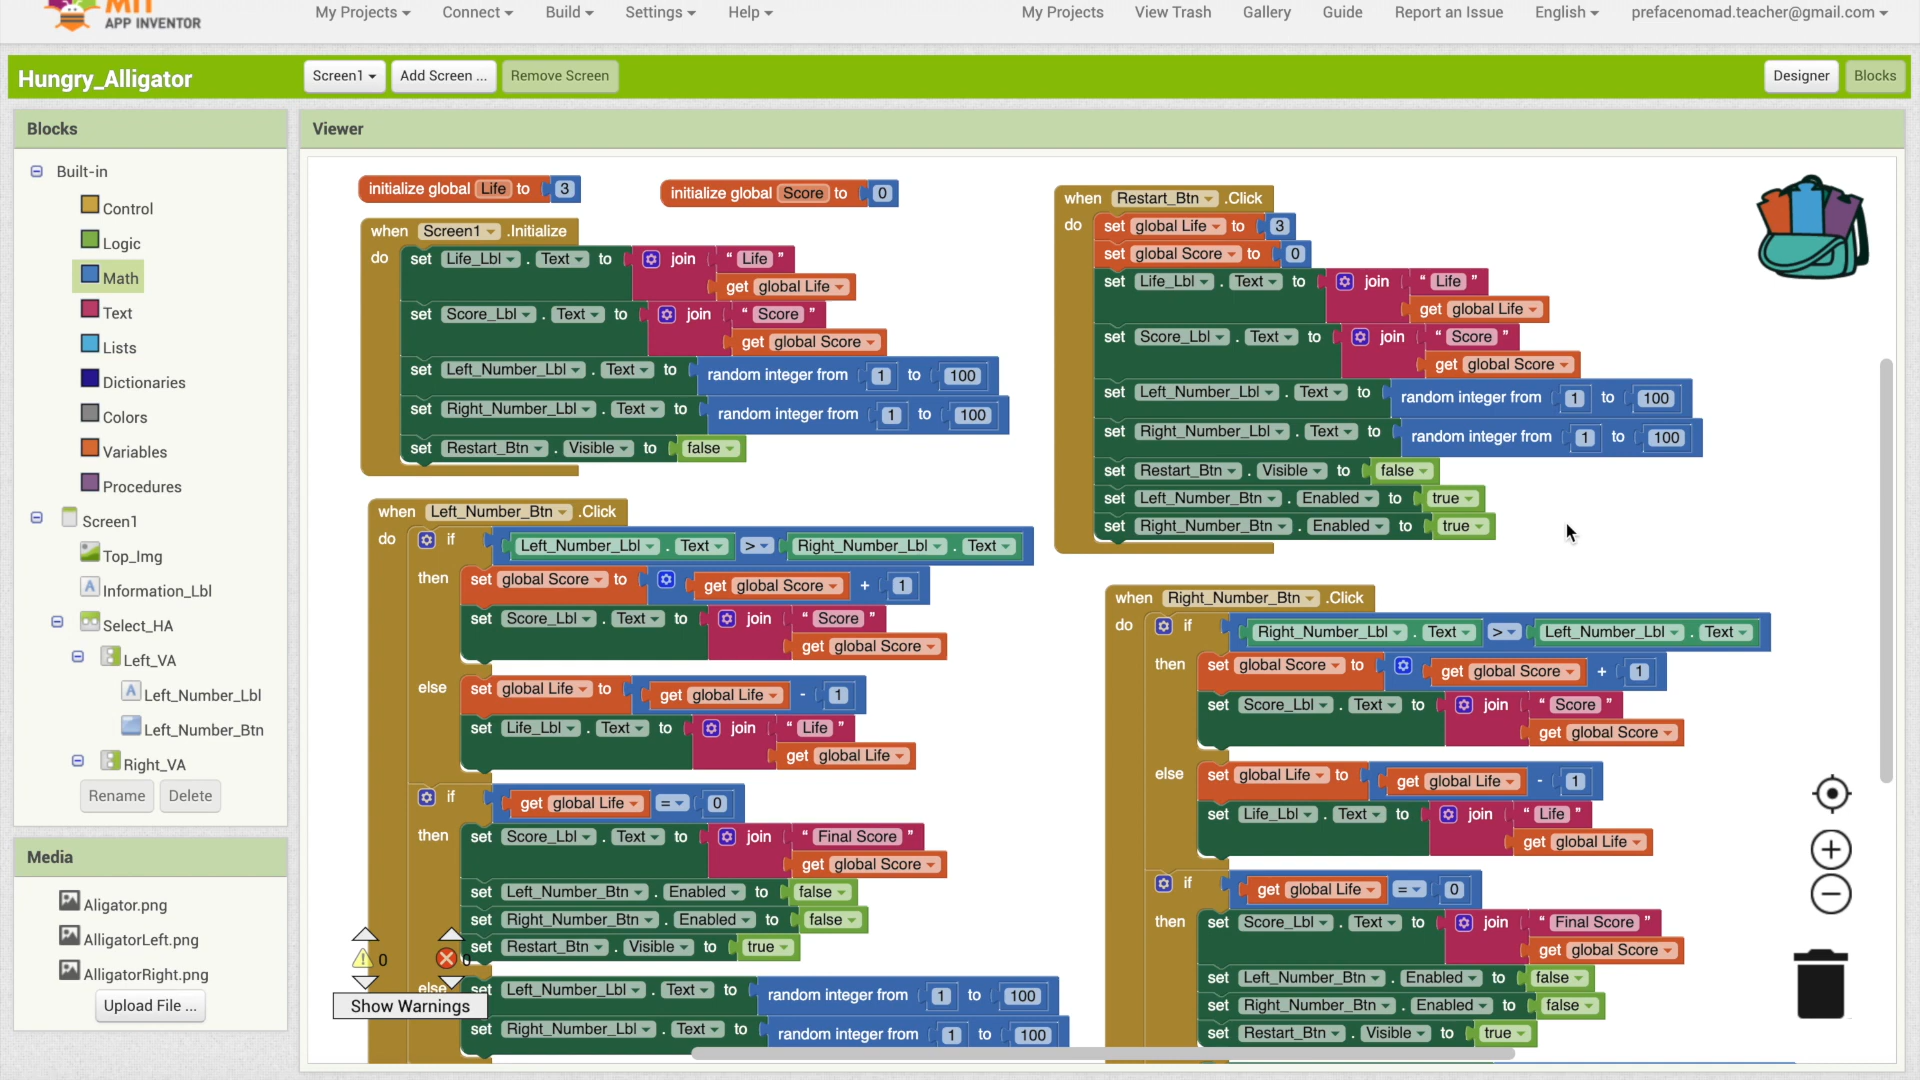 MIT
APP INVENTOR
My Projects Connect Build Settings Help My Projects View Trash Gallery Guide Report an Issue English prefacenomad.teacher@gmail.com
Hungry_Alligator Screen1 Add Screen ... Remove Screen Designer Blocks
Blocks
Built-in
Control
Logic
Math
Text
Lists
Dictionaries
Colors
Variables
Procedures
Screen1
Top_Img
Information_Lbl
Select_HA
Left_VA
Left_Number_Lbl
Left_Number_Btn
Right_VA
Rename Delete
Media
Aligator.png
AlligatorLeft.png
AlligatorRight.png
Upload File ...
Viewer
initialize global Life to 3
initialize global Score to 0
when Screen1 .Initialize
do set Life_Lbl . Text to join “ Life ”
get global Life
set Score_Lbl . Text to join “ Score ”
get global Score
set Left_Number_Lbl . Text to random integer from 1 to 100
set Right_Number_Lbl . Text to random integer from 1 to 100
set Restart_Btn . Visible to false
when Left_Number_Btn .Click
do if Left_Number_Lbl . Text > Right_Number_Lbl . Text
then set global Score to get global Score + 1
set Score_Lbl . Text to join “ Score ”
get global Score
else set global Life to get global Life - 1
set Life_Lbl . Text to join “ Life ”
get global Life
if get global Life = 0
then set Score_Lbl . Text to join “ Final Score ”
get global Score
set Left_Number_Btn . Enabled to false
set Right_Number_Btn . Enabled to false
set Restart_Btn . Visible to true
else set Left_Number_Lbl . Text to random integer from 1 to 100
set Right_Number_Lbl . Text to random integer from 1 to 100
0 0
Show Warnings
when Restart_Btn .Click
do set global Life to 3
set global Score to 0
set Life_Lbl . Text to join “ Life ”
get global Life
set Score_Lbl . Text to join “ Score ”
get global Score
set Left_Number_Lbl . Text to random integer from 1 to 100
set Right_Number_Lbl . Text to random integer from 1 to 100
set Restart_Btn . Visible to false
set Left_Number_Btn . Enabled to true
set Right_Number_Btn . Enabled to true
when Right_Number_Btn .Click
do if Right_Number_Lbl . Text > Left_Number_Lbl . Text
then set global Score to get global Score + 1
set Score_Lbl . Text to join “ Score ”
get global Score
else set global Life to get global Life - 1
set Life_Lbl . Text to join “ Life ”
get global Life
if get global Life = 0
then set Score_Lbl . Text to join “ Final Score ”
get global Score
set Left_Number_Btn . Enabled to false
set Right_Number_Btn . Enabled to false
set Restart_Btn . Visible to true